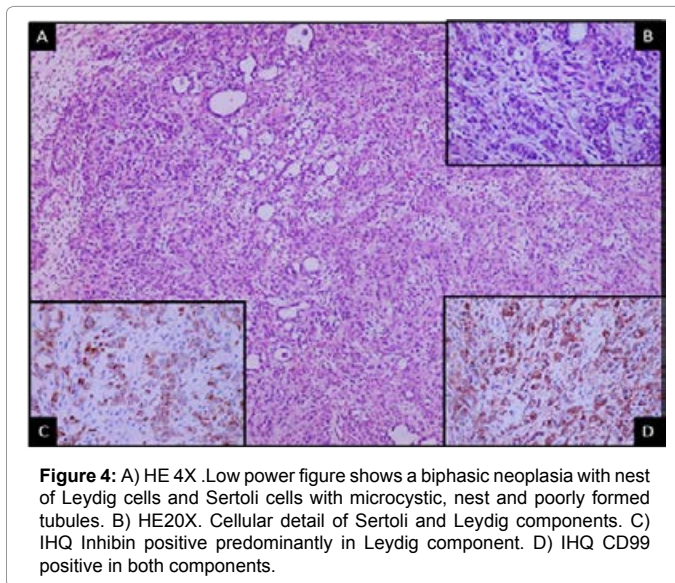 A
B
C
D
Figure 4: A) HE 4X .Low power figure shows a biphasic neoplasia with nest
of Leydig cells and Sertoli cells with microcystic, nest and poorly formed
tubules. B) HE20X. Cellular detail of Sertoli and Leydig components. C)
IHQ Inhibin positive predominantly in Leydig component. D) IHQ CD99
positive in both components.